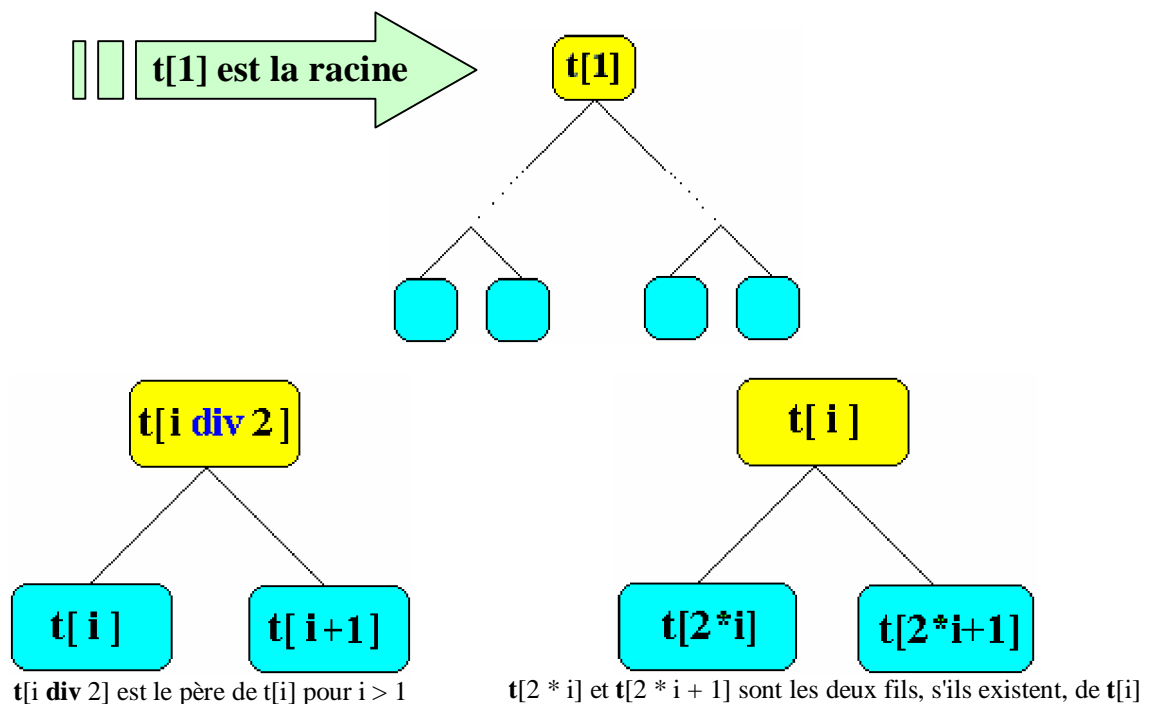 t[1] est la racine
t[1]
t[i div 2]
t[ i ]
t[ i ]
t[ i+1]
t[2*i]
t[2*i+1]
t[i div 2] est le père de t[i] pour i > 1
t[2 * i] et t[2 * i + 1] sont les deux fils, s'ils existent, de t[i]